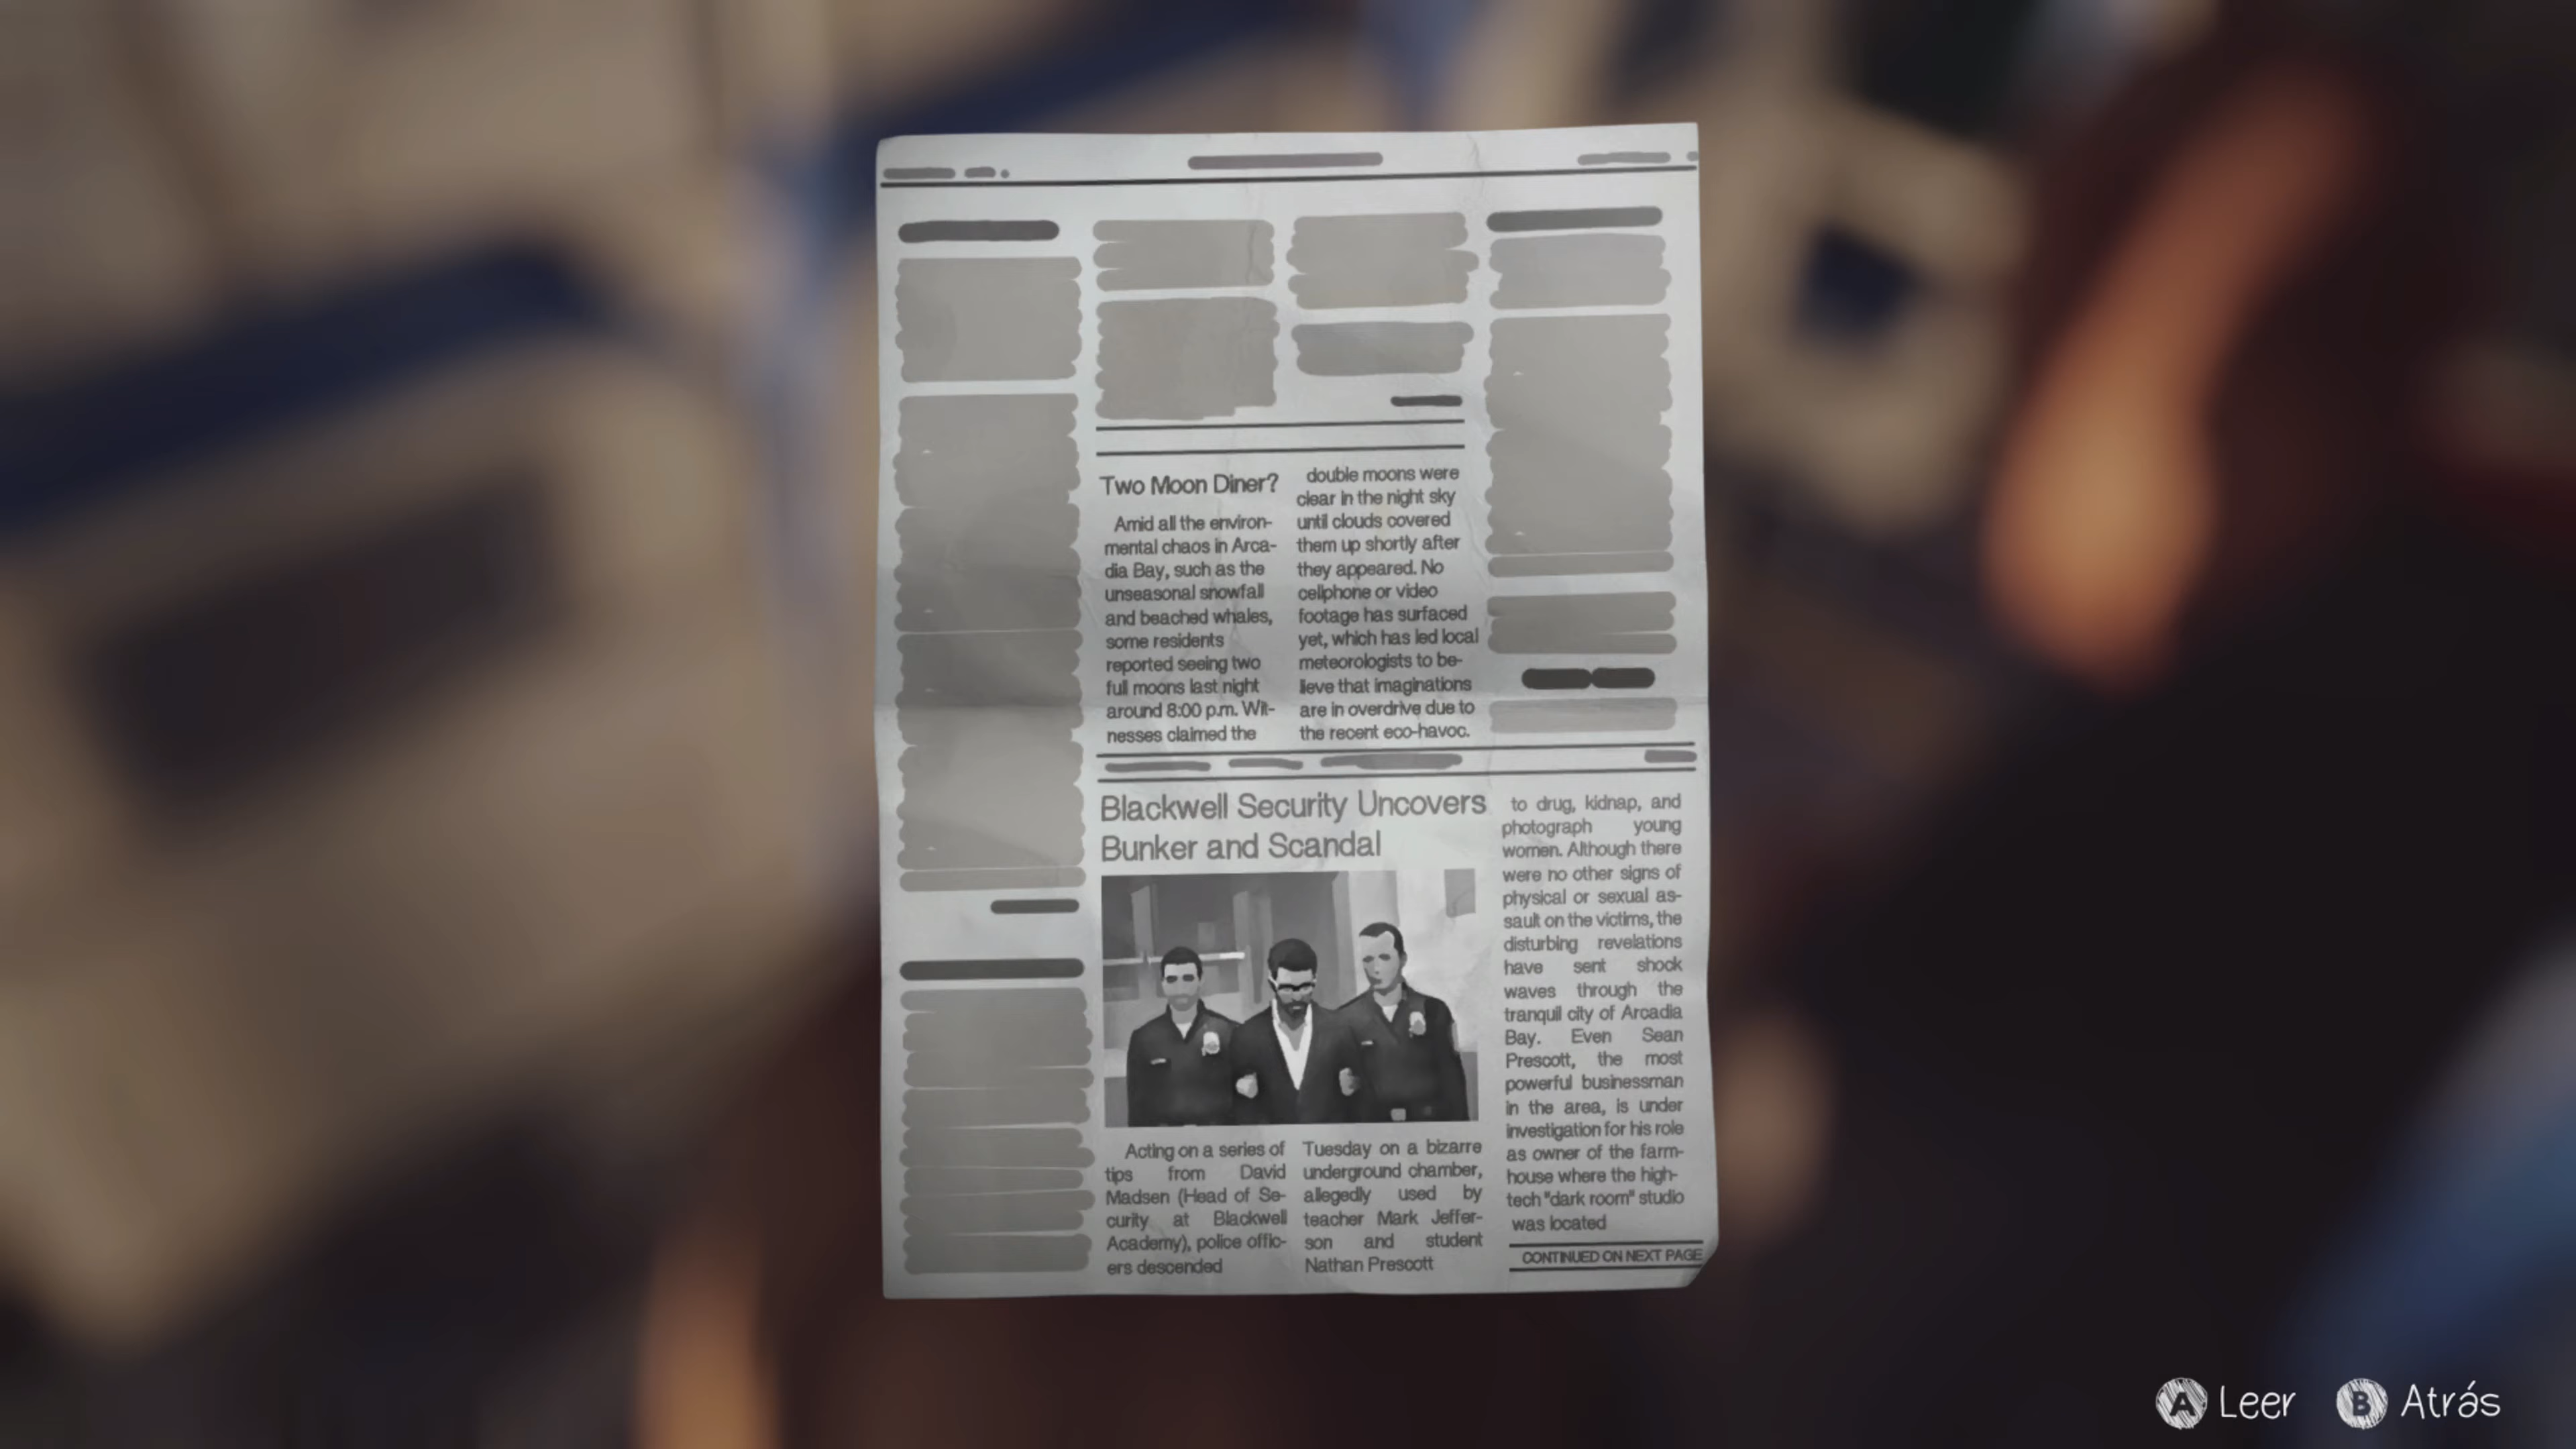 Two Moon Diner?
Amid all the environ-
mental chaos in Arca-
dia Bay, such as the
unseasonal snowfall
and beached whales,
some residents
reported seeing two
full moons last night
around 8:00 p.m. Wit-
nesses claimed the
double moons were
clear in the night sky
until clouds covered
them up shortly after
they appeared. No
cellphone or video
footage has surfaced
yet, which has led local
meteorologists to be-
lieve that imaginations
are in overdrive due to
the recent eco-havoc.
Blackwell Security Uncovers
Bunker and Scandal
Acting on a series of
tips from David
Madsen (Head of Se-
curity at Blackwell
Academy), police offic-
ers descended
Tuesday on a bizarre
underground chamber,
allegedly used by
teacher Mark Jeffer-
son and student
Nathan Prescott
to drug, kidnap, and
photograph young
women. Although there
were no other signs of
physical or sexual as-
sault on the victims, the
disturbing revelations
have sent shock
waves through the
tranquil city of Arcadia
Bay. Even Sean
Prescott, the most
powerful businessman
in the area, is under
investigation for his role
as owner of the farm-
house where the high-
tech "dark room" studio
was located
CONTINUED ON NEXT PAGE
A Leer B Atrás